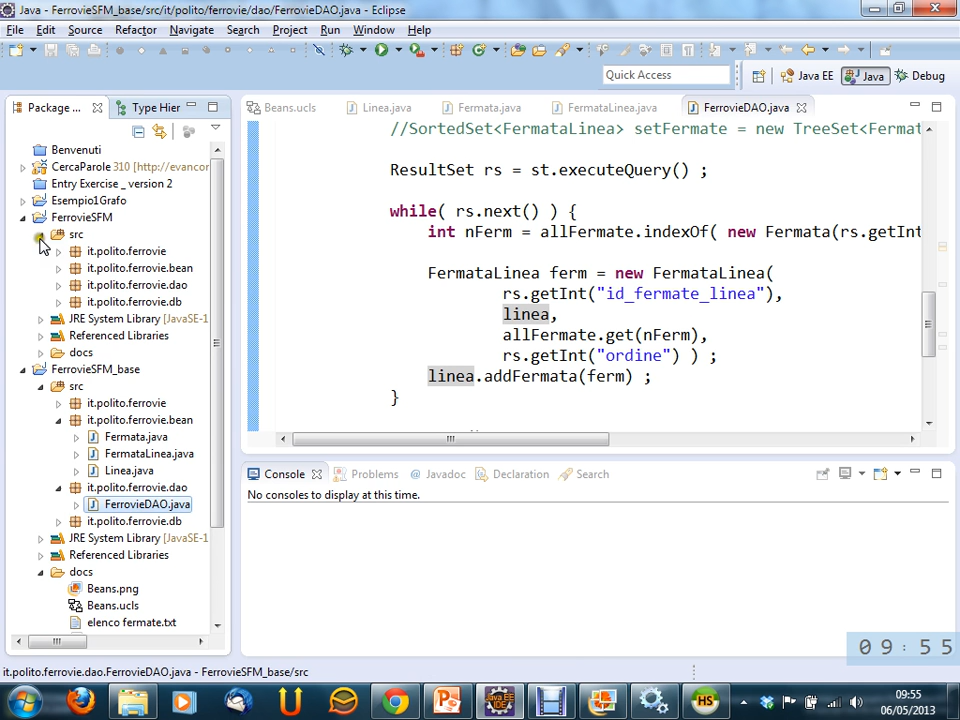 Java - FerrovieSFM_base/src/it/polito/ferrovie/dao/FerrovieDAO.java - Eclipse
File Edit Source Refactor Navigate Search Project Run Window Help
Quick Access
Java EE Java Debug
Package ... Type Hier
Beans.ucls Linea.java Fermata.java FermataLinea.java FerrovieDAO.java
Benvenuti
CercaParole 310 [http://evancor
Entry Exercise _ version 2
Esempio1Grafo
FerrovieSFM
src
it.polito.ferrovie
it.polito.ferrovie.bean
it.polito.ferrovie.dao
it.polito.ferrovie.db
JRE System Library [JavaSE-1
Referenced Libraries
docs
FerrovieSFM_base
src
it.polito.ferrovie
it.polito.ferrovie.bean
Fermata.java
FermataLinea.java
Linea.java
it.polito.ferrovie.dao
FerrovieDAO.java
it.polito.ferrovie.db
JRE System Library [JavaSE-1
Referenced Libraries
docs
Beans.png
Beans.ucls
elenco fermate.txt
//SortedSet<FermataLinea> setFermate = new TreeSet<Fermat
ResultSet rs = st.executeQuery() ;
while( rs.next() ) {
int nFerm = allFermate.indexOf( new Fermata(rs.getInt
FermataLinea ferm = new FermataLinea(
rs.getInt("id_fermate_linea"),
linea,
allFermate.get(nFerm),
rs.getInt("ordine") ) ;
linea.addFermata(ferm) ;
}
Console Problems @ Javadoc Declaration Search
No consoles to display at this time.
09:55
it.polito.ferrovie.dao.FerrovieDAO.java - FerrovieSFM_base/src
Java EE IDE
HS
09:55
06/05/2013